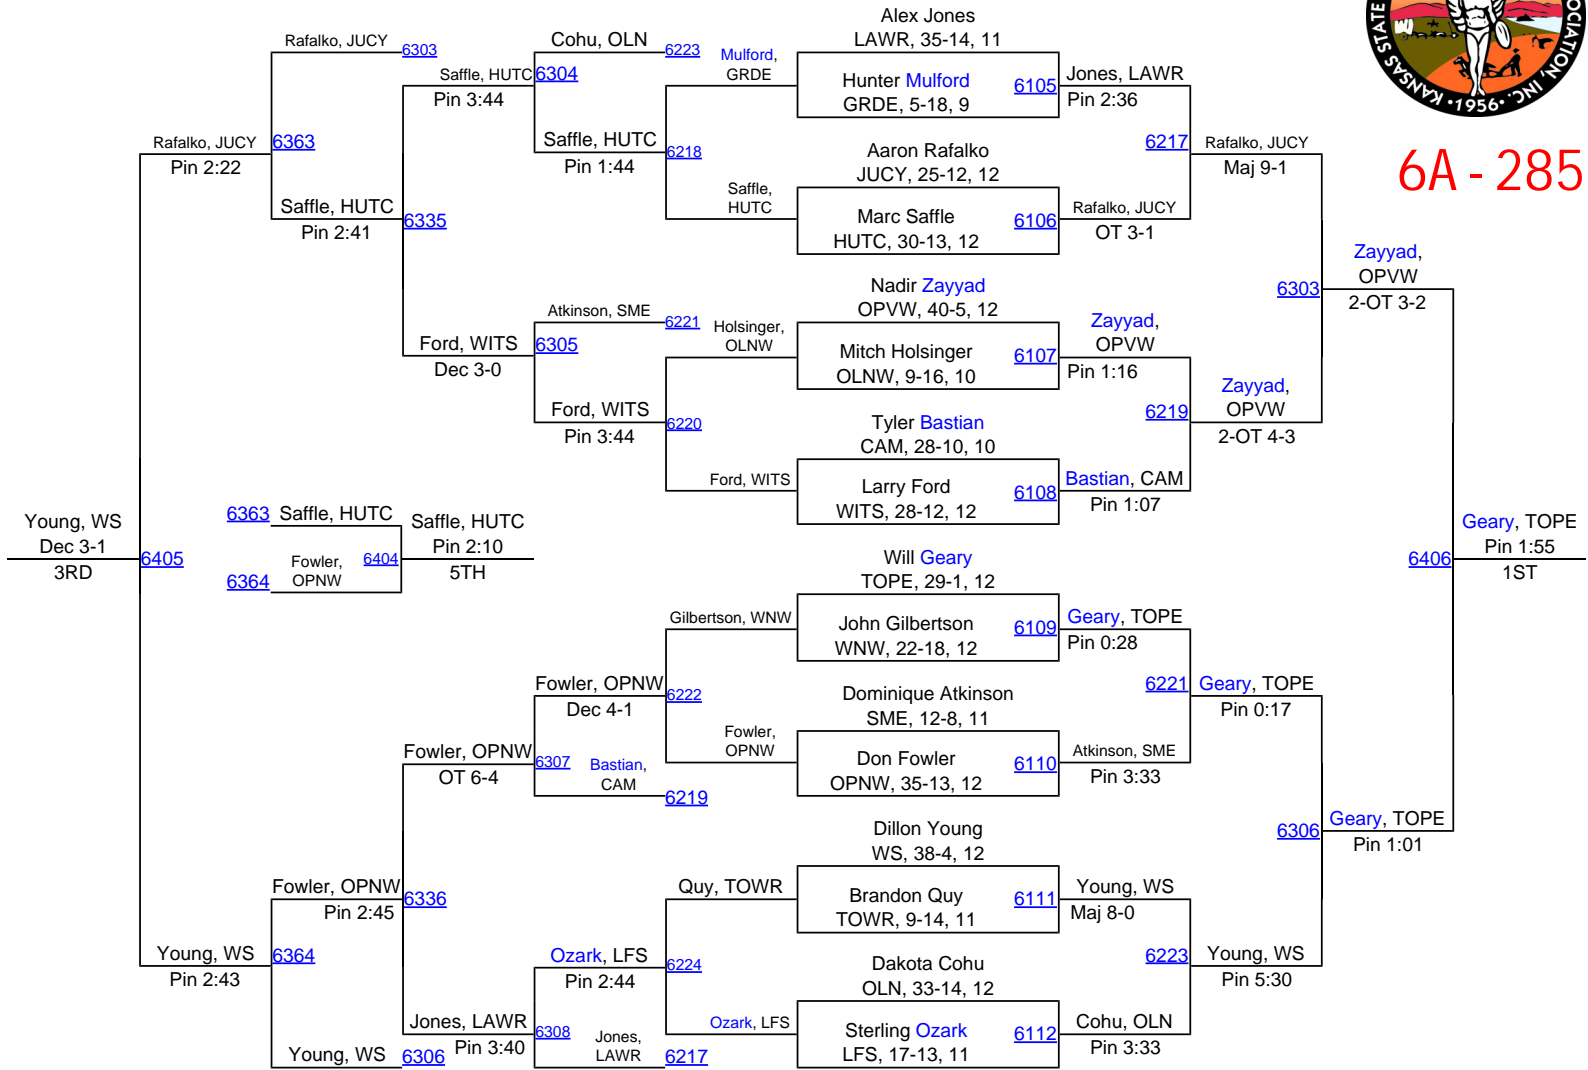 Alex Jones
LAWR, 35-14, 11
Hunter Mulford
GRDE, 5-18, 9
6105
Jones, LAWR
Pin 2:36
Aaron Rafalko
JUCY, 25-12, 12
Marc Saffle
HUTC, 30-13, 12
6106
Rafalko, JUCY
OT 3-1
Nadir Zayyad
OPVW, 40-5, 12
Mitch Holsinger
OLNW, 9-16, 10
6107
Zayyad,
OPVW
Pin 1:16
Tyler Bastian
CAM, 28-10, 10
Larry Ford
WITS, 28-12, 12
6108
Bastian, CAM
Pin 1:07
Will Geary
TOPE, 29-1, 12
John Gilbertson
WNW, 22-18, 12
6109
Geary, TOPE
Pin 0:28
Dominique Atkinson
SME, 12-8, 11
Don Fowler
OPNW, 35-13, 12
6110
Atkinson, SME
Pin 3:33
Dillon Young
WS, 38-4, 12
Brandon Quy
TOWR, 9-14, 11
6111
Young, WS
Maj 8-0
Dakota Cohu
OLN, 33-14, 12
Sterling Ozark
LFS, 17-13, 11
6112
Cohu, OLN
Pin 3:33
6217
Rafalko, JUCY
Maj 9-1
6219
Zayyad,
OPVW
2-OT 4-3
6221
Geary, TOPE
Pin 0:17
6223
Young, WS
Pin 5:30
6303
Zayyad,
OPVW
2-OT 3-2
6306
Geary, TOPE
Pin 1:01
6406
Geary, TOPE
Pin 1:55
1ST
Mulford,
GRDE
Saffle,
HUTC
6218
Saffle, HUTC
Pin 1:44
Cohu, OLN
6223
6304
Saffle, HUTC
Pin 3:44
Holsinger,
OLNW
Ford, WITS
6220
Ford, WITS
Pin 3:44
Atkinson, SME
6221
6305
Ford, WITS
Dec 3-0
6335
Saffle, HUTC
Pin 2:41
Rafalko, JUCY
6303
6363
Rafalko, JUCY
Pin 2:22
Gilbertson, WNW
Fowler,
OPNW
6222
Fowler, OPNW
Dec 4-1
6307
Bastian,
CAM
6219
Fowler, OPNW
OT 6-4
Quy, TOWR
Ozark, LFS
6224
Ozark, LFS
Pin 2:44
6308
Jones,
LAWR
6217
Jones, LAWR
Pin 3:40
6336
Fowler, OPNW
Pin 2:45
Young, WS
6306
6364
Young, WS
Pin 2:43
6405
Young, WS
Dec 3-1
3RD
6363
Saffle, HUTC
6364
Fowler,
OPNW
6404
Saffle, HUTC
Pin 2:10
5TH
KANSAS STATE
OCIATION, INC.
•1956•
6A - 285